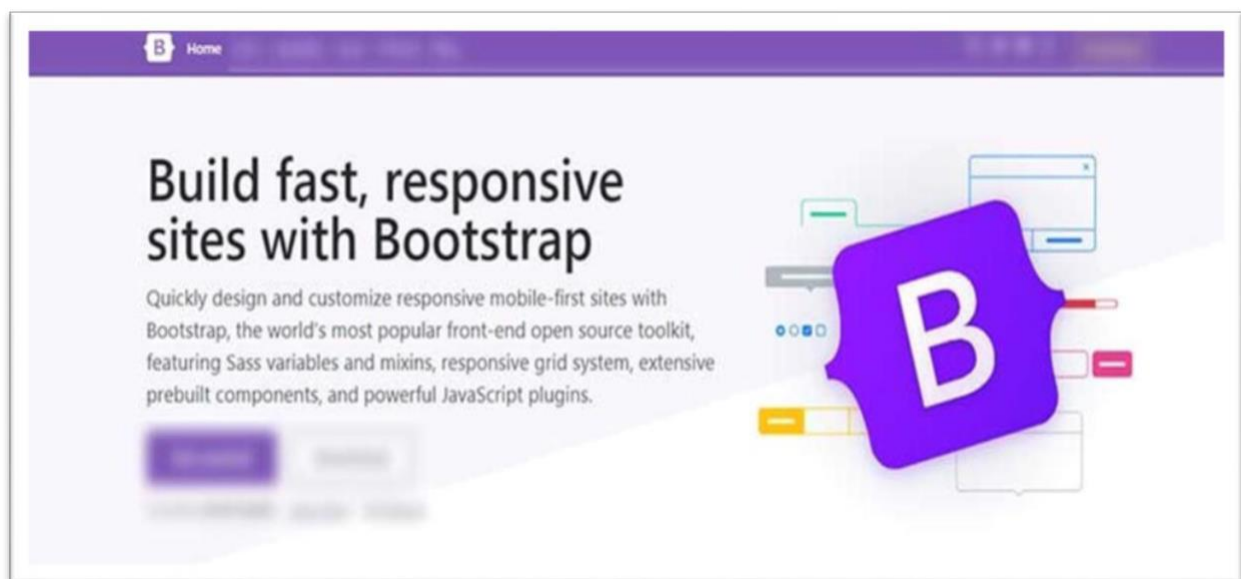 B Home
Build fast, responsive
sites with Bootstrap
Quickly design and customize responsive mobile-first sites with
Bootstrap, the world's most popular front-end open source toolkit,
featuring Sass variables and mixins, responsive grid system, extensive
prebuilt components, and powerful JavaScript plugins.
B